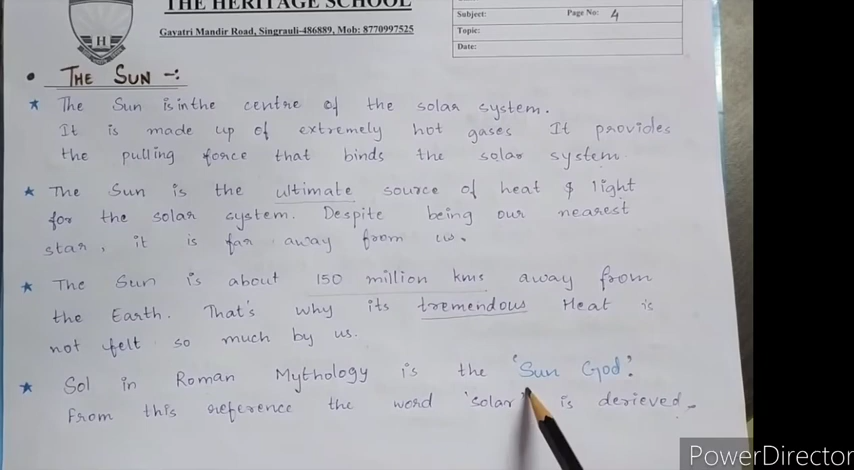 THE HERITAGE SCHOOL
Gayatri Mandir Road, Singrauli-486889, Mob: 8770997525
Subject: Page No: 4
Topic:
Date:
H
• THE SUN -:
★ The Sun is in the centre of the solar system.
It is made up of extremely hot gases It provides
the pulling force that binds the solar system
★ The Sun is the ultimate source of heat & light
for the solar system. Despite being our nearest
star, it is far away from us.
★ The Sun is about 150 million kms away from
the Earth. That's why its tremendous Heat is
not felt so much by us.
★ Sol in Roman Mythology is the 'Sun God'.
From this reference the word 'solar' is derieved-
PowerDirector